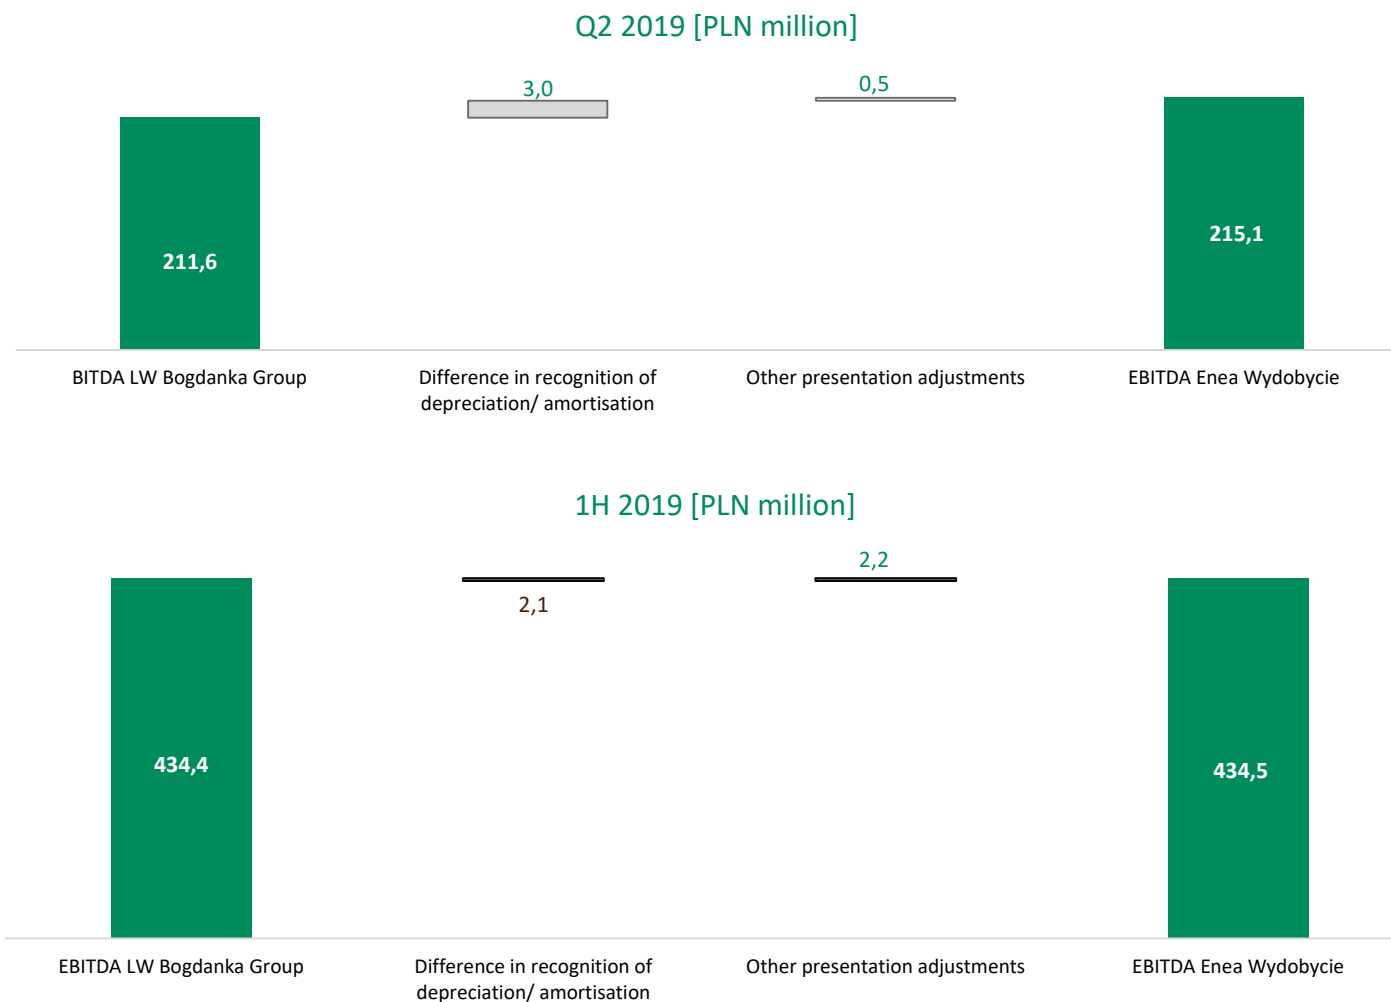 Q2 2019 [PLN million]
3,0
0,5
211,6
215,1
BITDA LW Bogdanka Group
Difference in recognition of
depreciation/ amortisation
Other presentation adjustments
EBITDA Enea Wydobycie
1H 2019 [PLN million]
2,2
2,1
434,4
434,5
EBITDA LW Bogdanka Group
Difference in recognition of
depreciation/ amortisation
Other presentation adjustments
EBITDA Enea Wydobycie